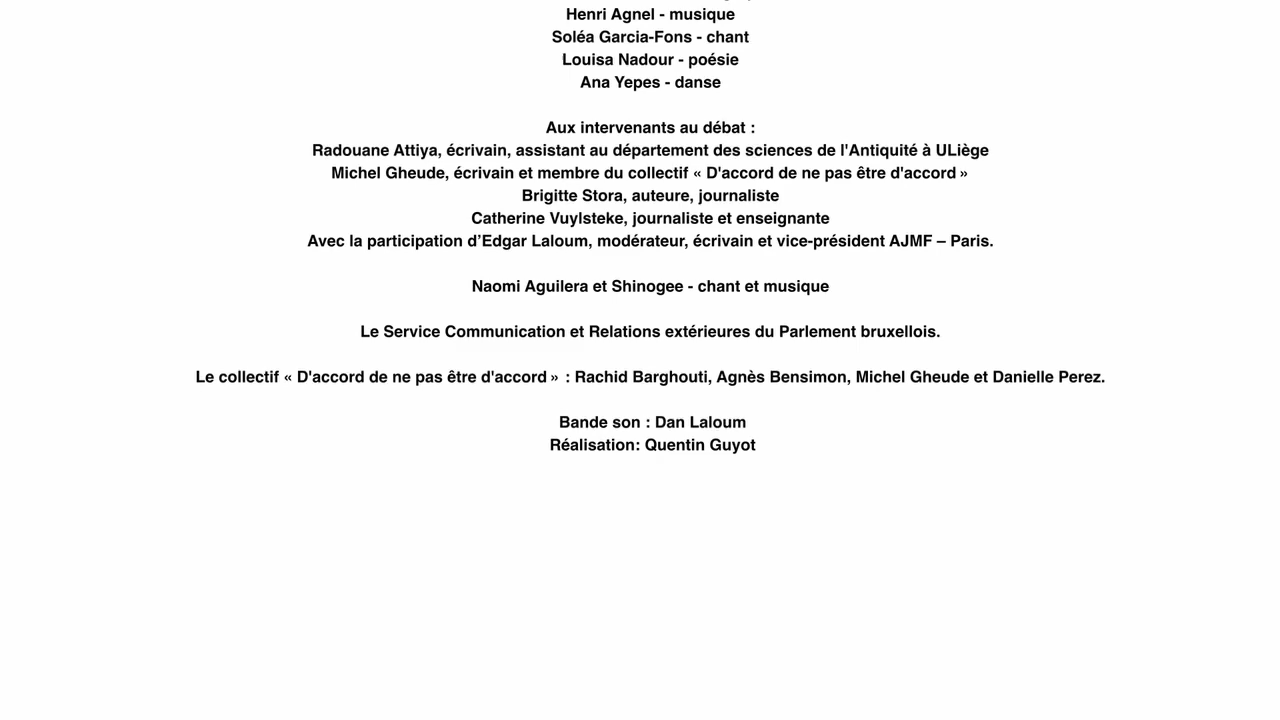 Henri Agnel - musique
Soléa Garcia-Fons - chant
Louisa Nadour - poésie
Ana Yepes - danse
Aux intervenants au débat :
Radouane Attiya, écrivain, assistant au département des sciences de l'Antiquité à ULiège
Michel Gheude, écrivain et membre du collectif « D'accord de ne pas être d'accord »
Brigitte Stora, auteure, journaliste
Catherine Vuylsteke, journaliste et enseignante
Avec la participation d’Edgar Laloum, modérateur, écrivain et vice-président AJMF – Paris.
Naomi Aguilera et Shinogee - chant et musique
Le Service Communication et Relations extérieures du Parlement bruxellois.
Le collectif « D'accord de ne pas être d'accord » : Rachid Barghouti, Agnès Bensimon, Michel Gheude et Danielle Perez.
Bande son : Dan Laloum
Réalisation: Quentin Guyot